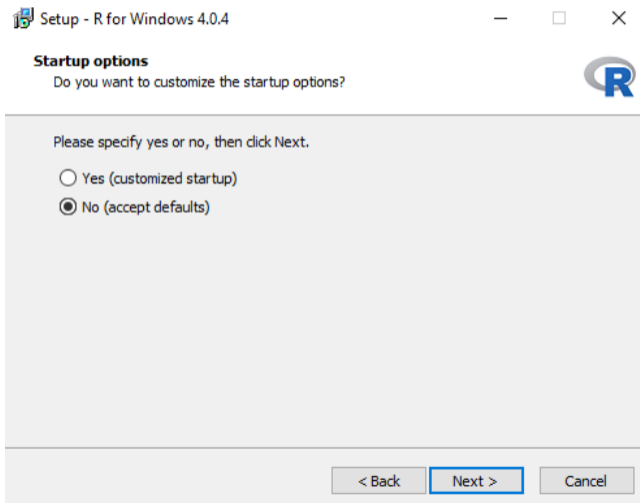 Setup - R for Windows 4.0.4
Startup options
Do you want to customize the startup options?
R
Please specify yes or no, then click Next.
Yes (customized startup)
No (accept defaults)
< Back Next > Cancel